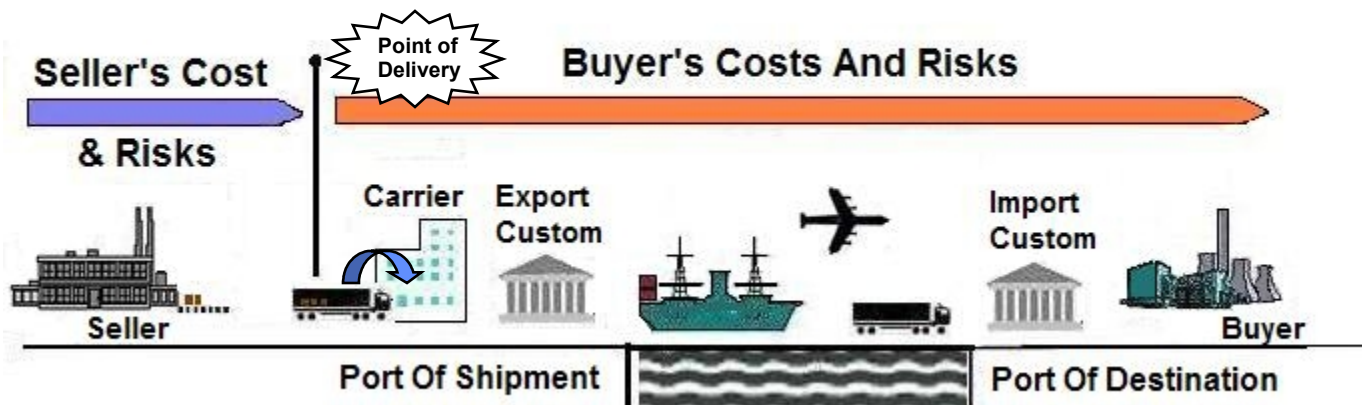 Point of
Delivery
Seller's Cost
& Risks
Buyer's Costs And Risks
Carrier
Export
Custom
Import
Custom
Seller
Buyer
Port Of Shipment
Port Of Destination